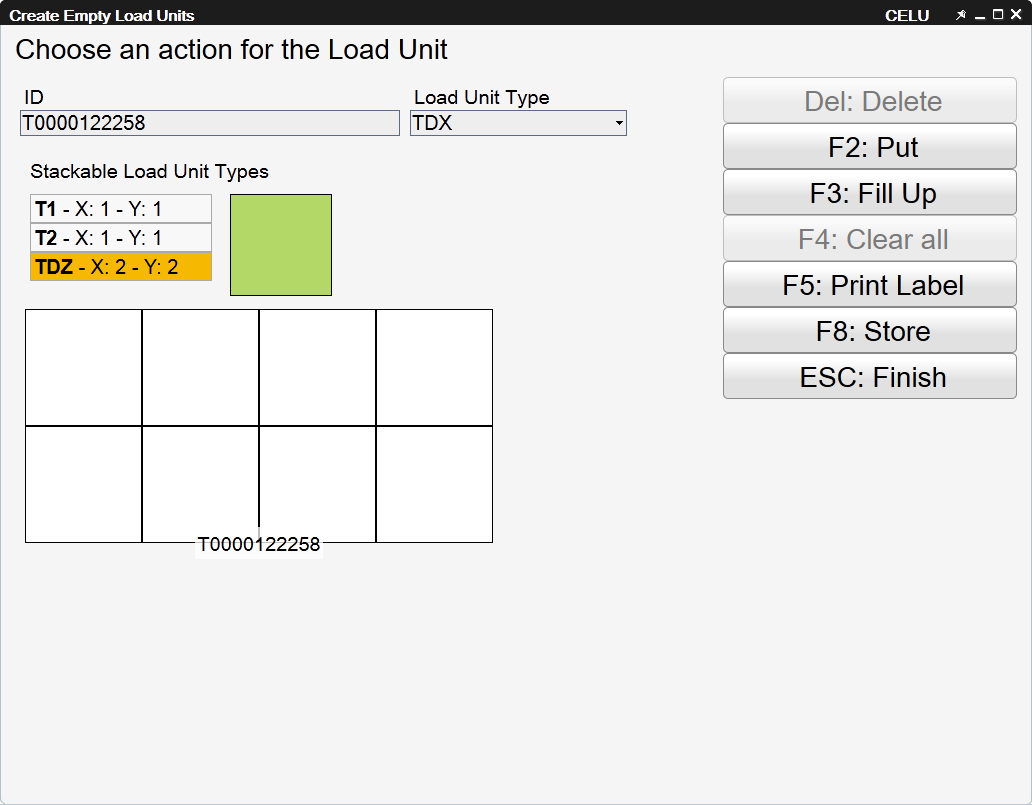 Create Empty Load Units CELU
Choose an action for the Load Unit
ID Load Unit Type
T0000122258 TDX
Stackable Load Unit Types
T1 - X: 1 - Y: 1
T2 - X: 1 - Y: 1
TDZ - X: 2 - Y: 2
T0000122258
Del: Delete
F2: Put
F3: Fill Up
F4: Clear all
F5: Print Label
F8: Store
ESC: Finish